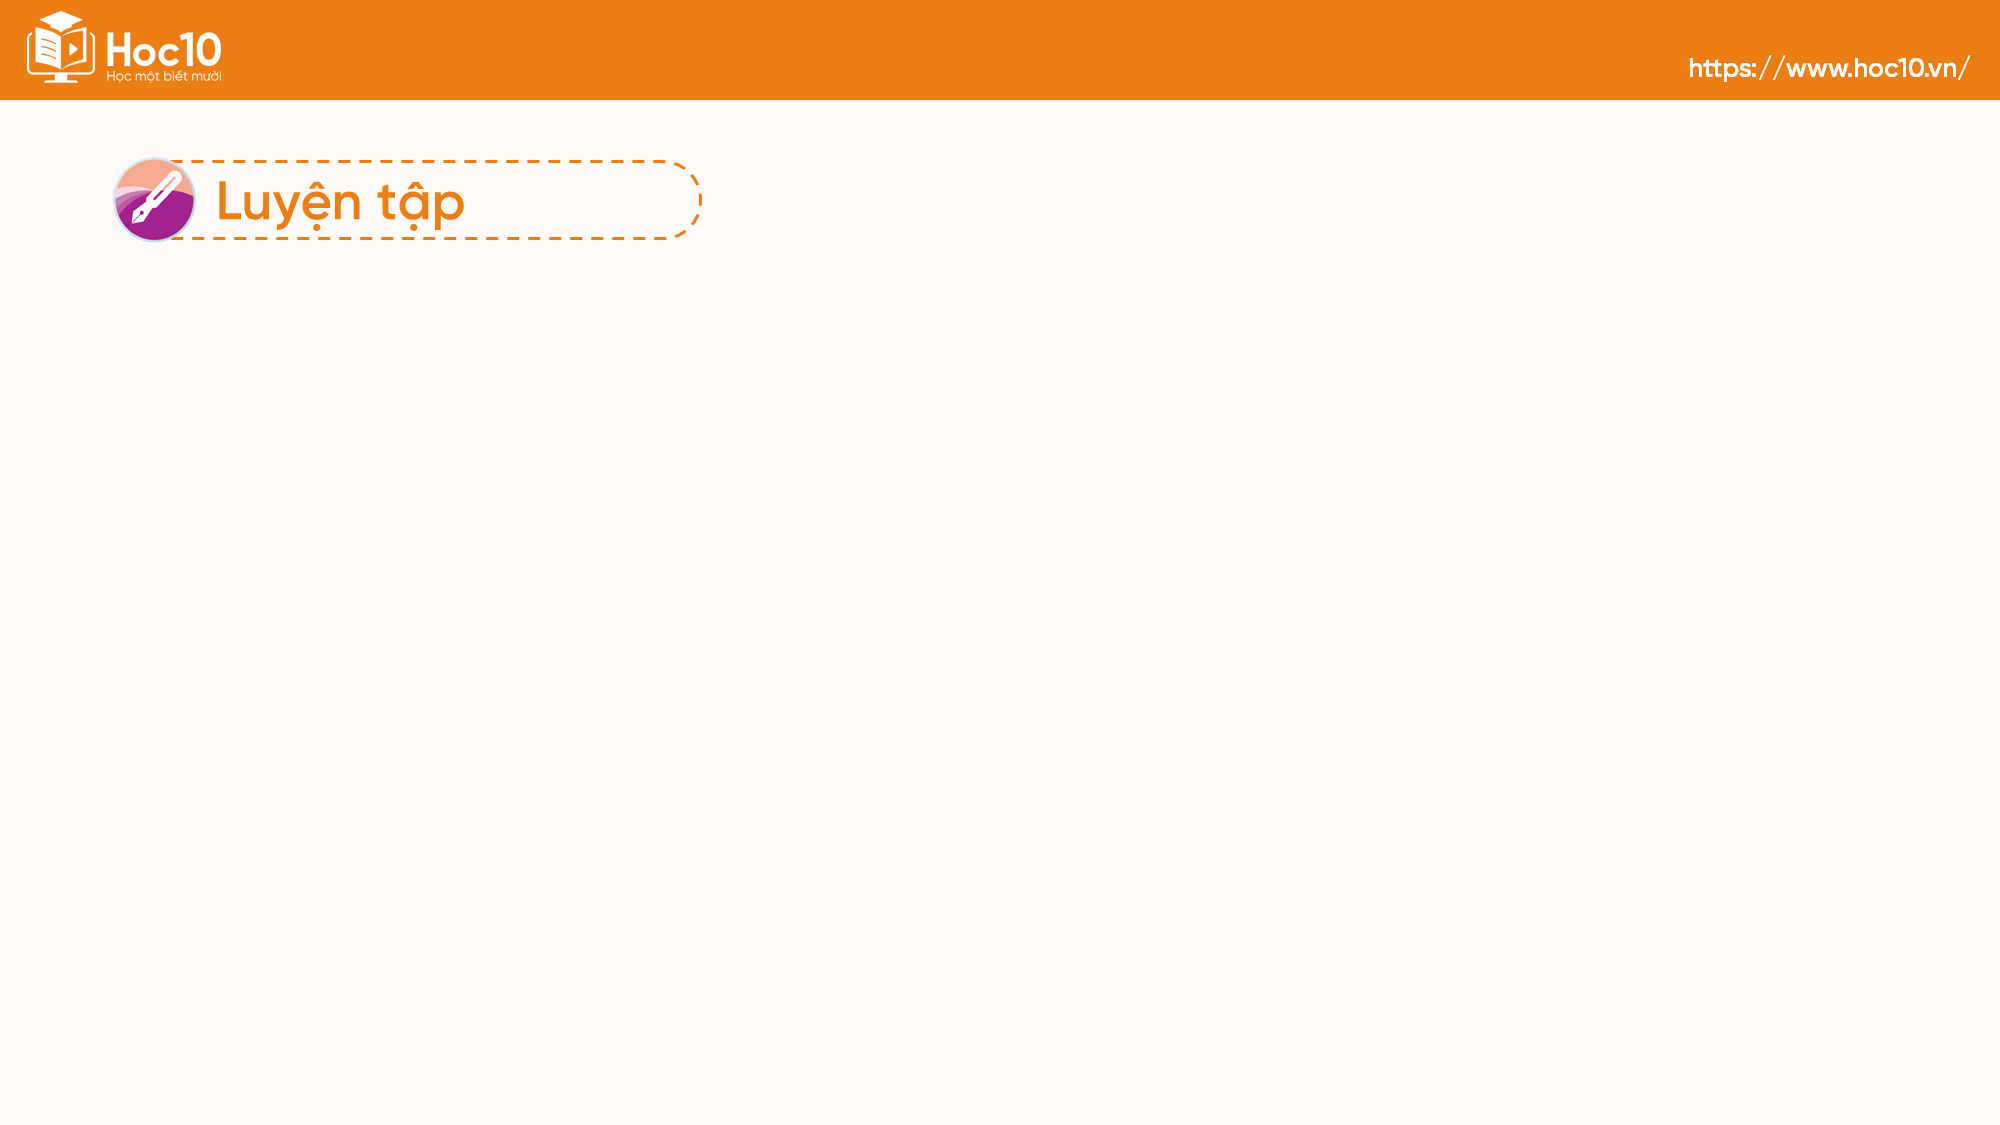 Hoc10
Học một biết mười
https://www.hoc10.vn/
Luyện tập